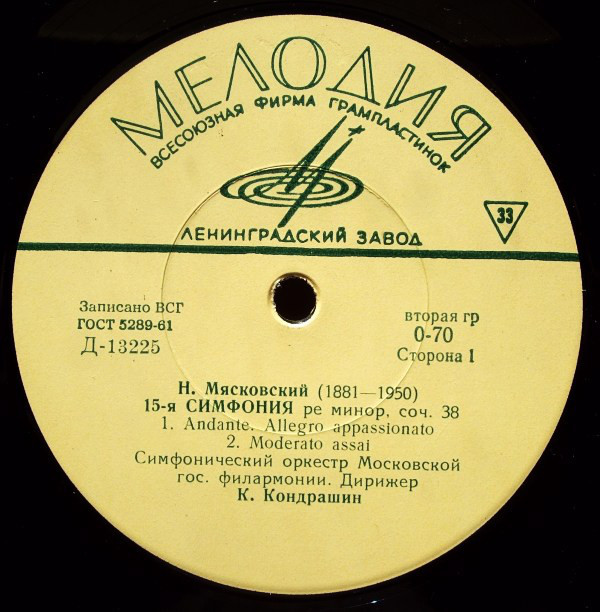 МЕЛОДИЯ
ВСЕСОЮЗНАЯ ФИРМА ГРАМПЛАСТИНОК
ЛЕНИНГРАДСКИЙ ЗАВОД
33
Записано ВСГ
ГОСТ 5289-61
Д-13225
вторая гр
0-70
Сторона I
Н. Мясковский (1881—1950)
15-я СИМФОНИЯ ре минор, соч. 38
1. Andante. Allegro appassionato
2. Moderato assai
Симфонический оркестр Московской
гос. филармонии. Дирижер
К. Кондрашин